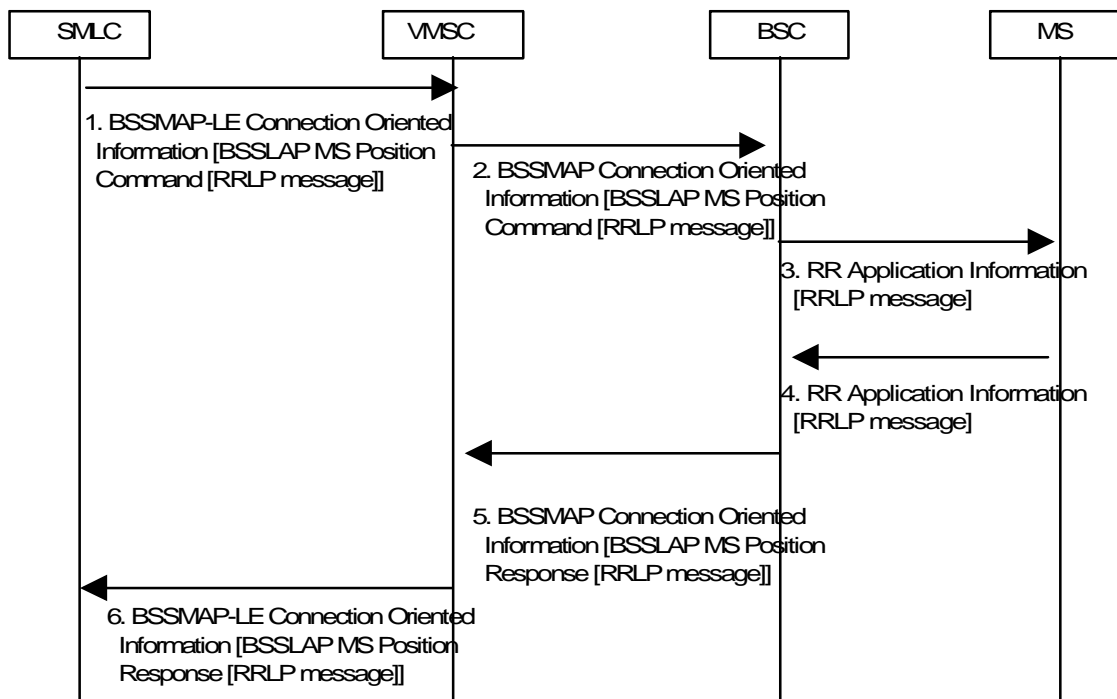 SMLC
VMSC
BSC
MS
1. BSSMAP-LE Connection Oriented
Information [BSSLAP MS Position
Command [RRLP message]]
2. BSSMAP Connection Oriented
Information [BSSLAP MS Position
Command [RRLP message]]
3. RR Application Information
[RRLP message]
4. RR Application Information
[RRLP message]
5. BSSMAP Connection Oriented
Information [BSSLAP MS Position
Response [RRLP message]]
6. BSSMAP-LE Connection Oriented
Information [BSSLAP MS Position
Response [RRLP message]]